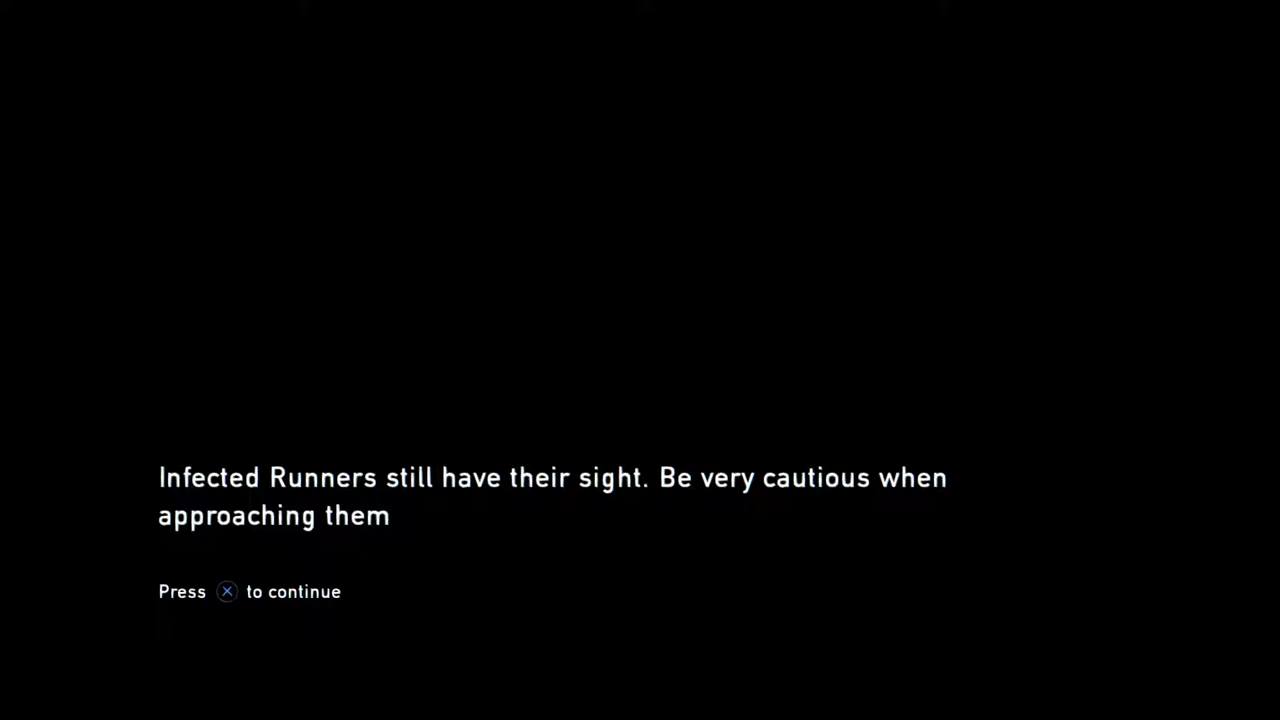 Infected Runners still have their sight. Be very cautious when
approaching them
Press ⓧ to continue